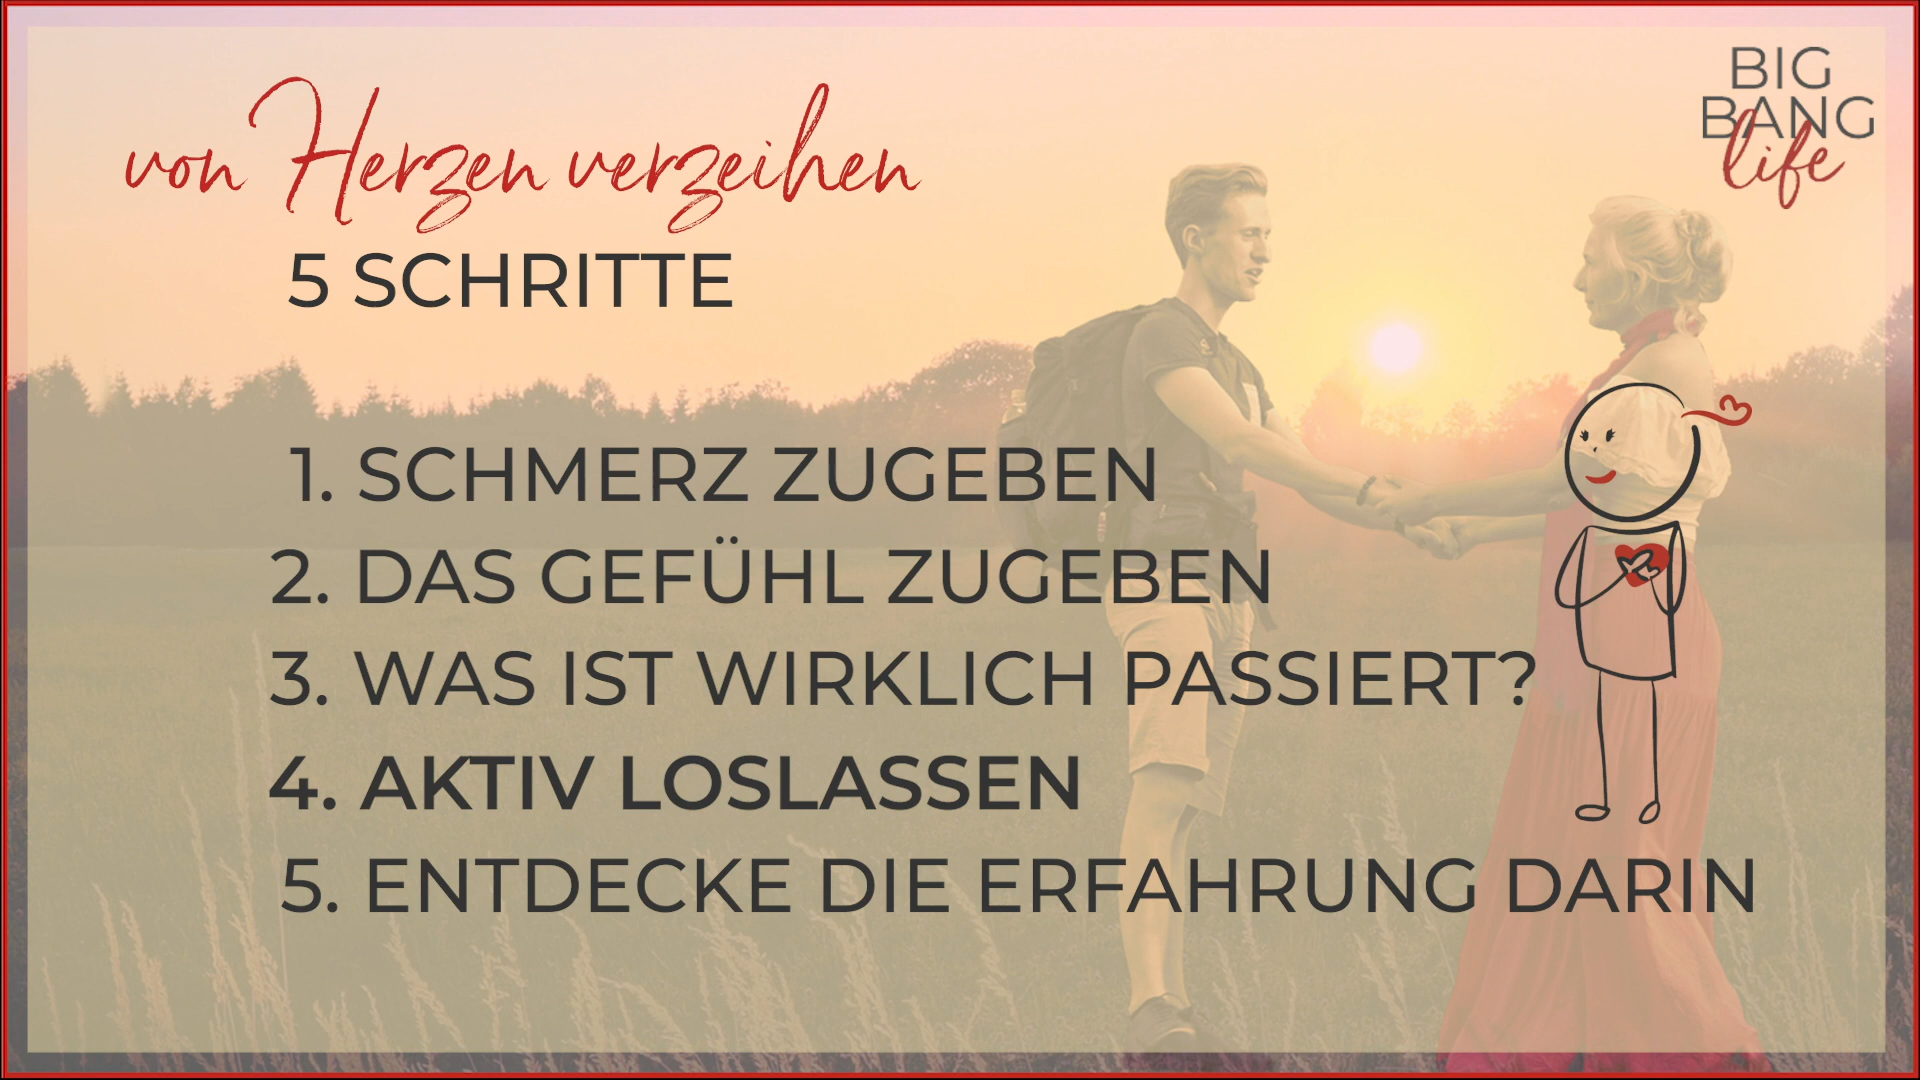 von Herzen verzeihen
5 SCHRITTE
BIG
BANG
life
1. SCHMERZ ZUGEBEN
2. DAS GEFÜHL ZUGEBEN
3. WAS IST WIRKLICH PASSIERT?
4. AKTIV LOSLASSEN
5. ENTDECKE DIE ERFAHRUNG DARIN